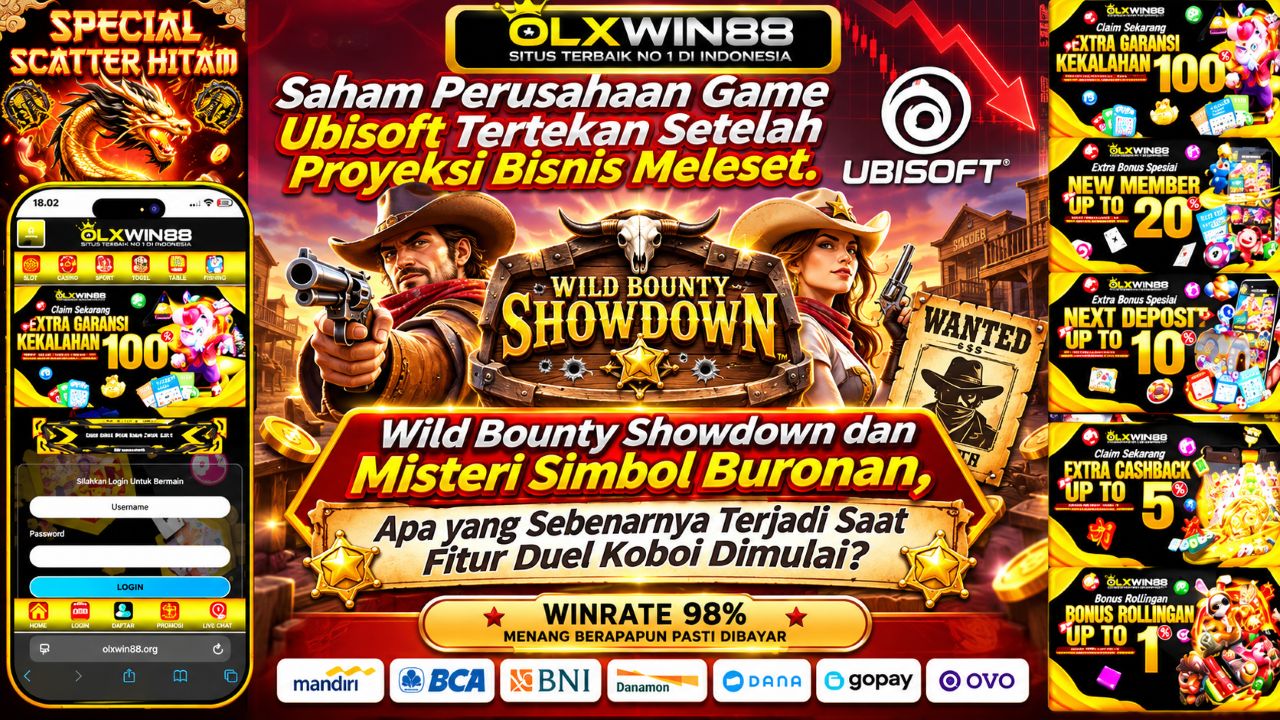 SPECIAL
SCATTER HITAM
18.02
OLXWIN88
SITUS TERBAIK NO 1 DI INDONESIA
SLOT CASINO SPORT TOGEL TABLE FISHING
OLXWIN88
Claim Sekarang
EXTRA GARANSI
KEKALAHAN 100%
Silahkan Login Untuk Bermain
Username
Password
LOGIN
HOME LOGIN DAFTAR PROMOSI LIVE CHAT
olxwin88.org
OLXWIN88
SITUS TERBAIK NO 1 DI INDONESIA
Saham Perusahaan Game
Ubisoft Tertekan Setelah
Proyeksi Bisnis Meleset.
UBISOFT®
WILD BOUNTY
SHOWDOWN™
WANTED
$$$
Wild Bounty Showdown dan
Misteri Simbol Buronan,
Apa yang Sebenarnya Terjadi Saat
Fitur Duel Koboi Dimulai?
WINRATE 98%
MENANG BERAPAPUN PASTI DIBAYAR
mandiri BCA BNI Danamon DANA gopay OVO
Claim Sekarang
EXTRA GARANSI
KEKALAHAN 100%
OLXWIN88
Extra Bonus Spesial
NEW MEMBER
UP TO 20%
OLXWIN88
Extra Bonus Spesial
NEXT DEPOSIT
UP TO 10%
OLXWIN88
Claim Sekarang
EXTRA CASHBACK
UP TO 5%
OLXWIN88
Bonus Rollingan
BONUS ROLLINGAN
UP TO 1%